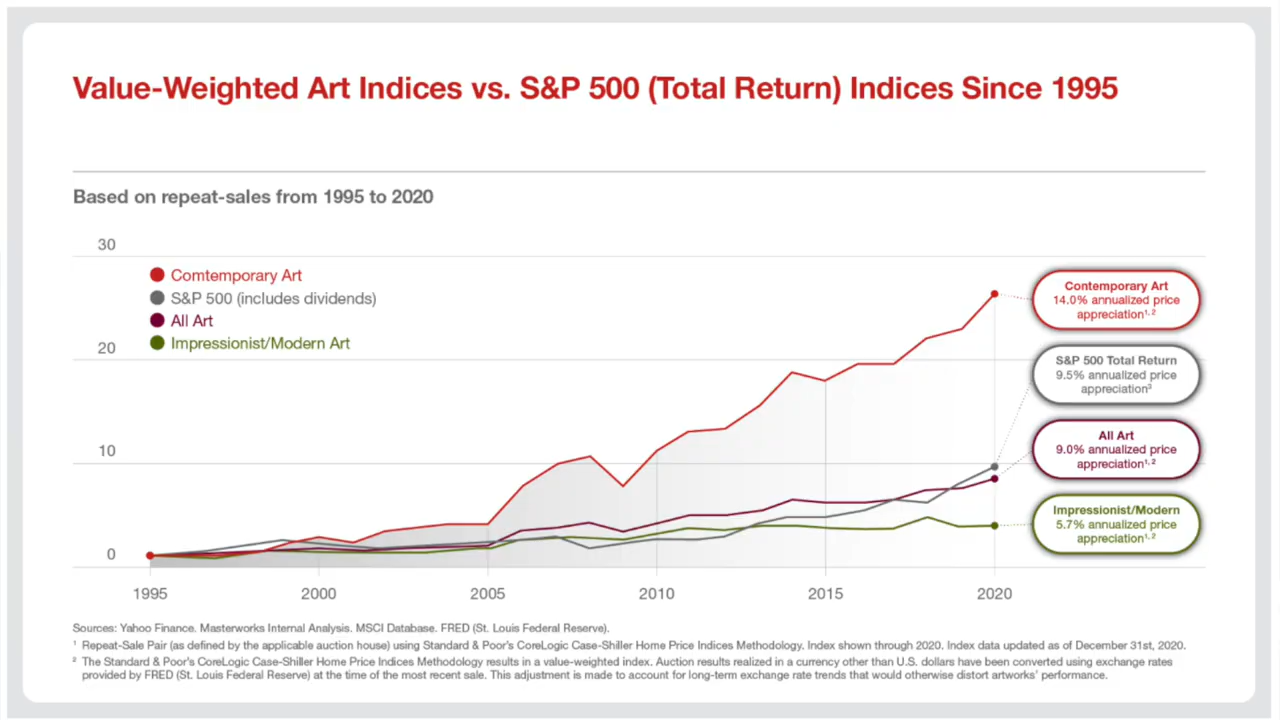 Value-Weighted Art Indices vs. S&P 500 (Total Return) Indices Since 1995
Based on repeat-sales from 1995 to 2020
30
20
10
0
Comtemporary Art
S&P 500 (includes dividends)
All Art
Impressionist/Modern Art
Contemporary Art
14.0% annualized price
appreciation1, 2
S&P 500 Total Return
9.5% annualized price
appreciation3
All Art
9.0% annualized price
appreciation1, 2
Impressionist/Modern
5.7% annualized price
appreciation1, 2
1995 2000 2005 2010 2015 2020
Sources: Yahoo Finance. Masterworks Internal Analysis. MSCI Database. FRED (St. Louis Federal Reserve).
1 Repeat-Sale Pair (as defined by the applicable auction house) using Standard & Poor's CoreLogic Case-Shiller Home Price Indices Methodology. Index shown through 2020. Index data updated as of December 31st, 2020.
2 The Standard & Poor's CoreLogic Case-Shiller Home Price Indices Methodology results in a value-weighted index. Auction results realized in a currency other than U.S. dollars have been converted using exchange rates
provided by FRED (St. Louis Federal Reserve) at the time of the most recent sale. This adjustment is made to account for long-term exchange rate trends that would otherwise distort artworks' performance.